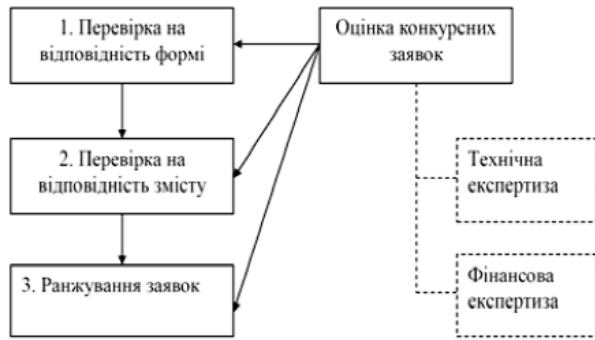 1. Перевірка на
відповідність формі
Оцінка конкурсних
заявок
2. Перевірка на
відповідність змісту
Технічна
експертиза
3. Ранжування заявок
Фінансова
експертиза